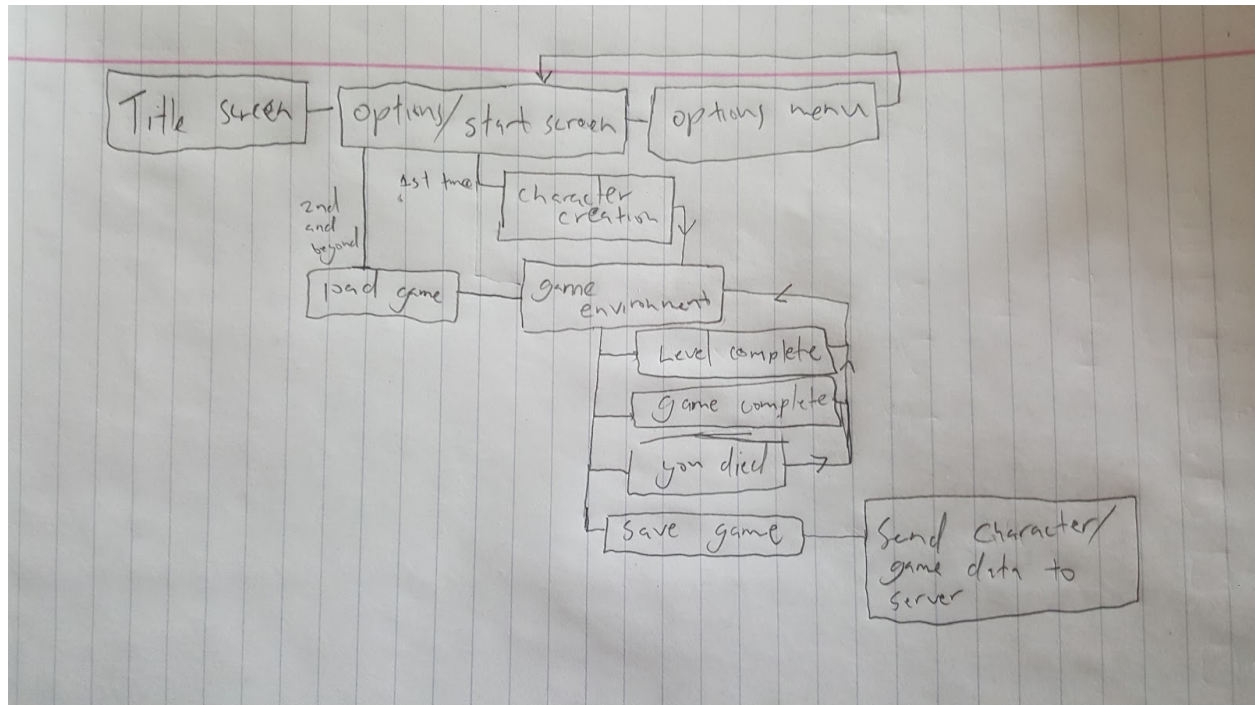 Title screen
options/start screen
options menu
1st time
2nd
and
beyond
character
creation
load game
game
environment
Level complete
game complete
you died
save game
Send character/
game data to
server